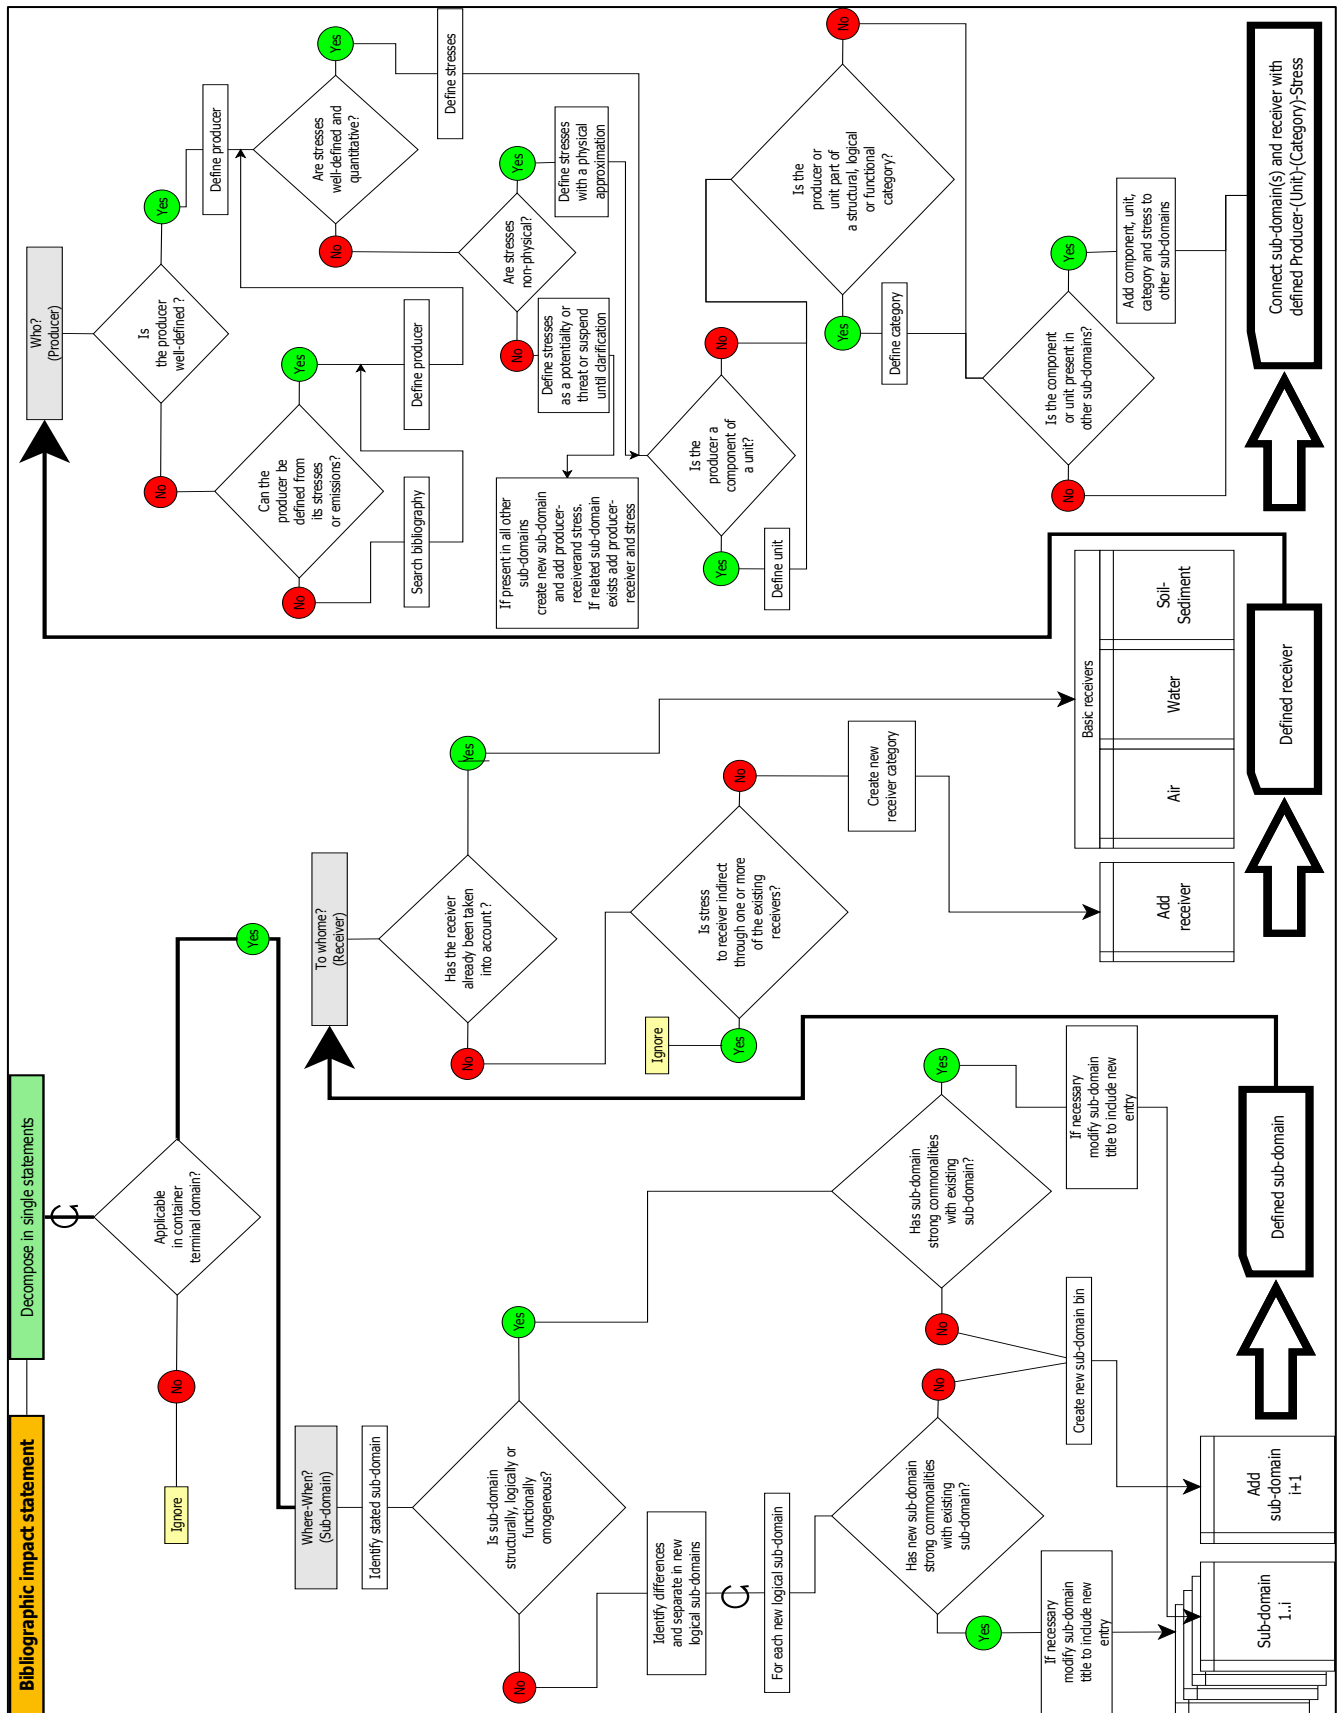 Bibliographic impact statement
Decompose in single statements
Applicable
in container
terminal domain?
No
Ignore
Yes
Where-When?
(Sub-domain)
Identify stated sub-domain
Is sub-domain
structurally, logically or
functionally
omogeneous?
No
Yes
Identify differences
and separate in new
logical sub-domains
For each new logical sub-domain
Has new sub-domain
strong commonalities
with existing
sub-domain?
Yes
No
If necessary
modify sub-domain
title to include new
entry
Has sub-domain
strong commonalities
with existing
sub-domain?
No
Yes
Create new sub-domain bin
If necessary
modify sub-domain
title to include new
entry
Sub-domain
1..i
Add
sub-domain
i+1
Defined sub-domain
To whome?
(Receiver)
Has the receiver
already been taken
into account ?
No
Yes
Is stress
to receiver indirect
through one or more
of the existing
receivers?
Yes
Ignore
No
Create new
receiver category
Add
receiver
Basic receivers
Air
Water
Soil-
Sediment
Defined receiver
Who?
(Producer)
Is
the producer
well-defined ?
No
Yes
Can the
producer be
defined from
its stresses
or emissions?
No
Yes
Search bibliography
Define producer
Define producer
Are stresses
well-defined and
quantitative?
No
Yes
Define stresses
Are stresses
non-physical?
No
Yes
Define stresses
as a potentiality or
threat or suspend
until clarification
Define stresses
with a physical
approximation
If present in all other
sub-domains
create new sub-domain
and add producer-
receiverand stress.
If related sub-domain
exists add producer-
receiver and stress
Is the
producer a
component of
a unit?
Yes
No
Define unit
Is the
producer or
unit part of
a structural, logical
or functional
category?
Yes
No
Define category
Is the component
or unit present in
other sub-domains?
No
Yes
Add component, unit,
category and stress to
other sub-domains
Connect sub-domain(s) and receiver with
defined Producer-(Unit)-(Category)-Stress